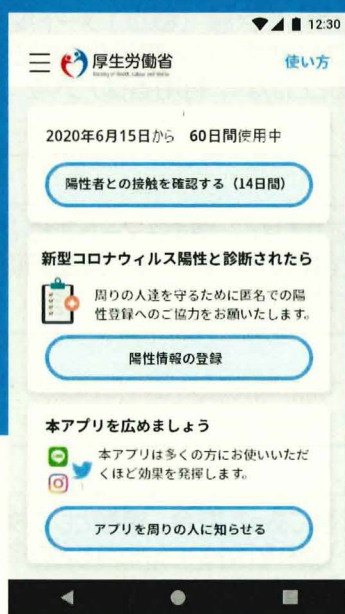 12:30
厚生労働省
Ministry of Health, Labour and Welfare
使い方
2020年6月15日から 60日間使用中
陽性者との接触を確認する（14日間）
新型コロナウィルス陽性と診断されたら
周りの人達を守るために匿名での陽
性登録へのご協力をお願いいたします。
陽性情報の登録
本アプリを広めましょう
LINE
本アプリは多くの方にお使いいただ
くほど効果を発揮します。
アプリを周りの人に知らせる